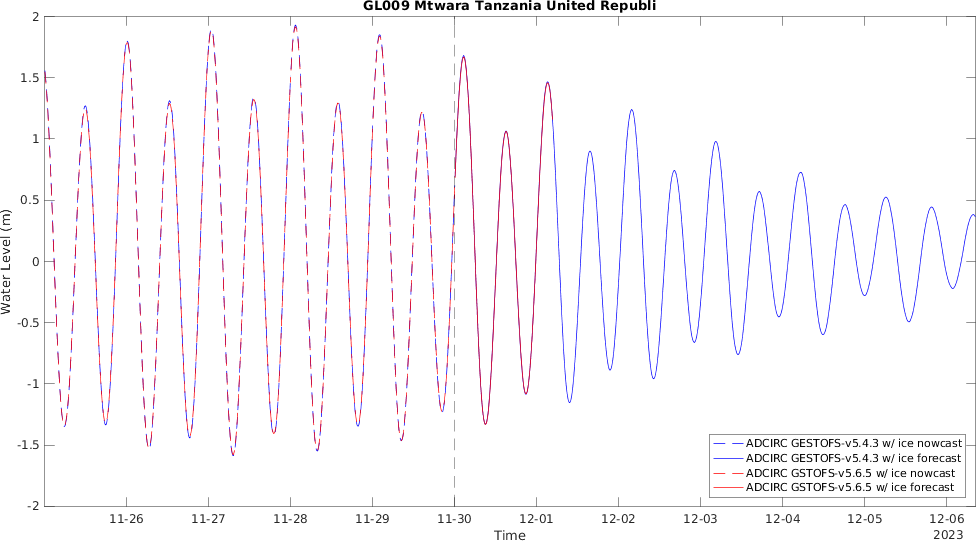 GL009 Mtwara Tanzania United Republi
Water Level (m)
2
1.5
1
0.5
0
-0.5
-1
-1.5
-2
ADCIRC GESTOFS-v5.4.3 w/ ice nowcast
ADCIRC GESTOFS-v5.4.3 w/ ice forecast
ADCIRC GSTOFS-v5.6.5 w/ ice nowcast
ADCIRC GSTOFS-v5.6.5 w/ ice forecast
11-26 11-27 11-28 11-29 11-30 12-01 12-02 12-03 12-04 12-05 12-06
Time
2023